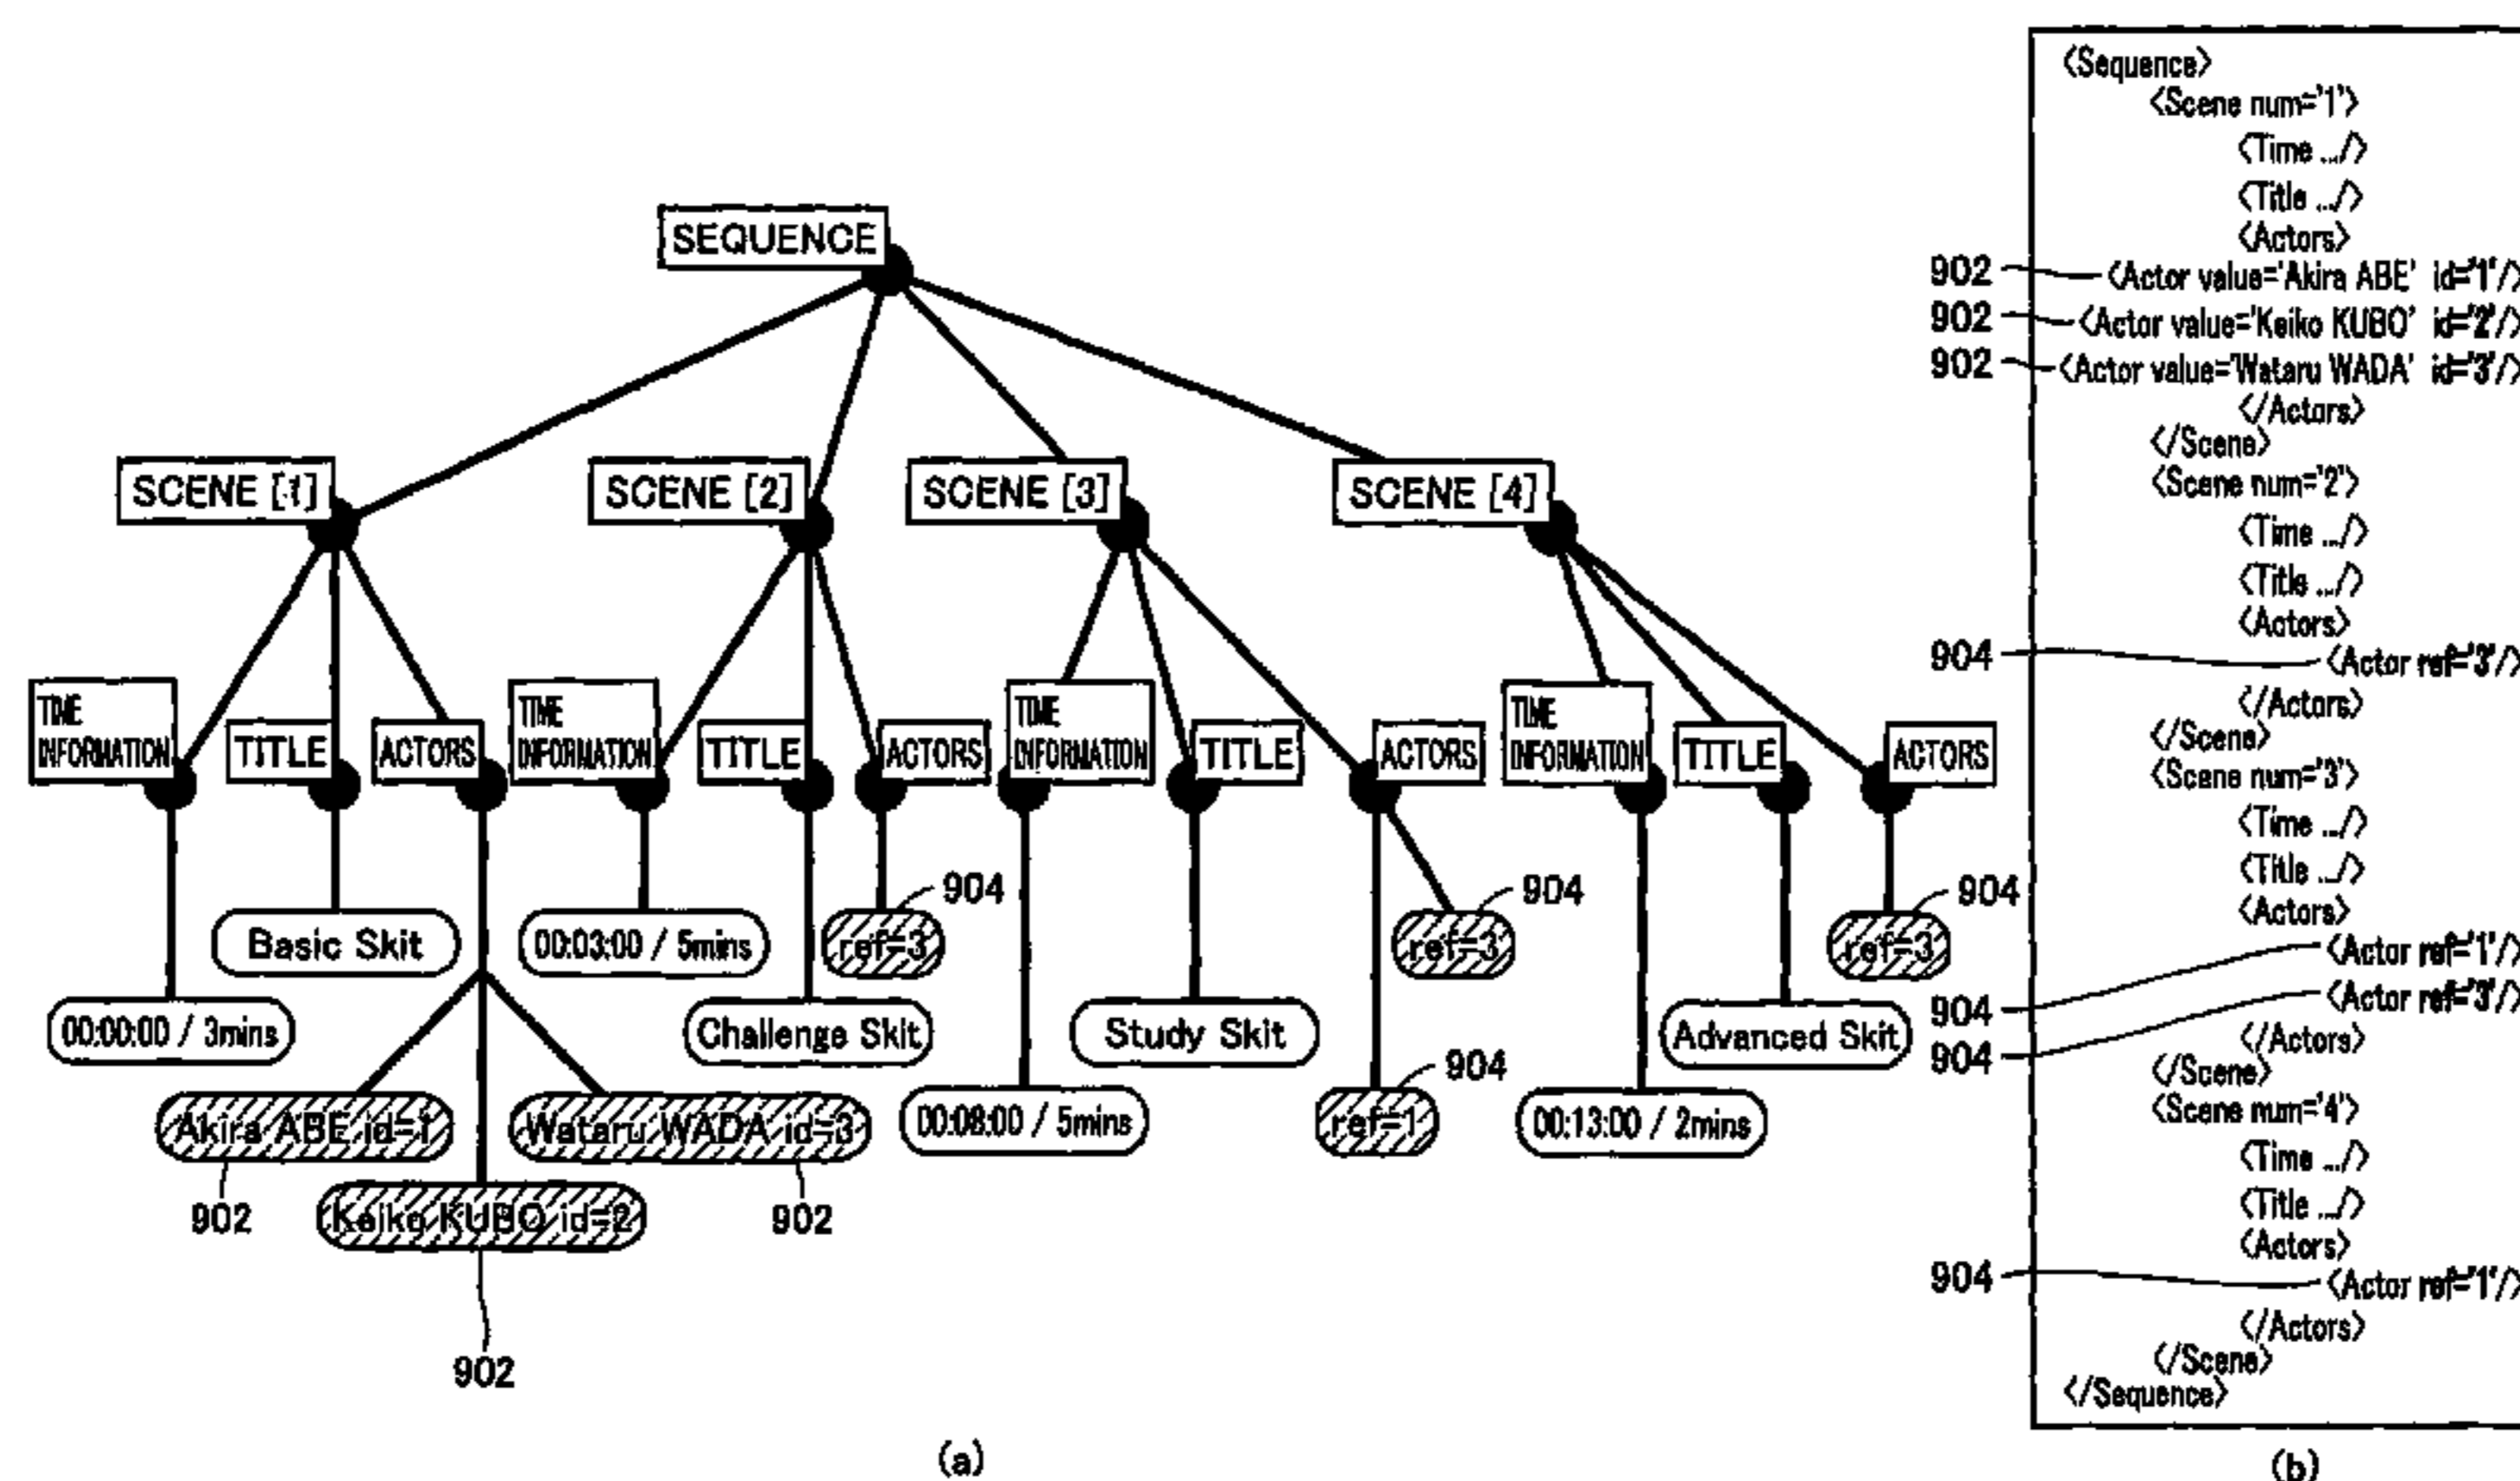 SEQUENCE
SCENE [1]
SCENE [2]
SCENE [3]
SCENE [4]
TIME
INFORMATION
TITLE
ACTORS
TIME
INFORMATION
TITLE
ACTORS
TIME
INFORMATION
TITLE
ACTORS
TIME
INFORMATION
TITLE
ACTORS
904
904
904
Basic Skit
00:03:00 / 5mins
ref=3
ref=3
ref=3
00:00:00 / 3mins
Challenge Skit
Study Skit
Advanced Skit
904
Akira ABE id=1
Wataru WADA id=3
00:08:00 / 5mins
ref=1
00:13:00 / 2mins
902
Keiko KUBO id=2
902
902
(a)
<Sequence>
<Scene num='1'>
<Time .../>
<Title .../>
<Actors>
902 <Actor value='Akira ABE' id='1'/>
902 <Actor value='Keiko KUBO' id='2'/>
902 <Actor value='Wataru WADA' id='3'/>
</Actors>
</Scene>
<Scene num='2'>
<Time .../>
<Title .../>
<Actors>
904 <Actor ref='3'/>
</Actors>
</Scene>
<Scene num='3'>
<Time .../>
<Title .../>
<Actors>
904 <Actor ref='1'/>
904 <Actor ref='3'/>
</Actors>
</Scene>
<Scene num='4'>
<Time .../>
<Title .../>
<Actors>
904 <Actor ref='1'/>
</Actors>
</Scene>
</Sequence>
(b)